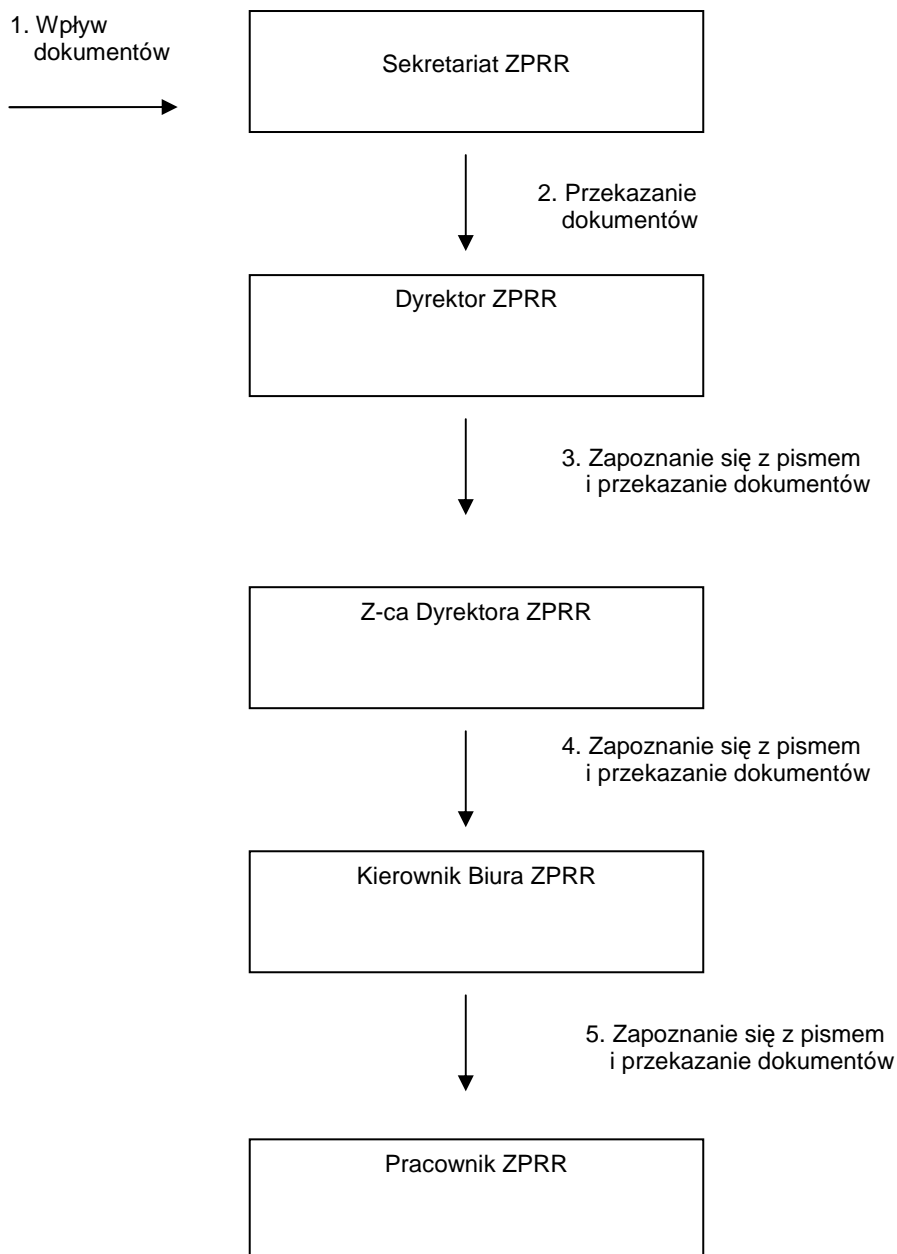 1. Wpływ
dokumentów
Sekretariat ZPRR
2. Przekazanie
dokumentów
Dyrektor ZPRR
3. Zapoznanie się z pismem
i przekazanie dokumentów
Z-ca Dyrektora ZPRR
4. Zapoznanie się z pismem
i przekazanie dokumentów
Kierownik Biura ZPRR
5. Zapoznanie się z pismem
i przekazanie dokumentów
Pracownik ZPRR